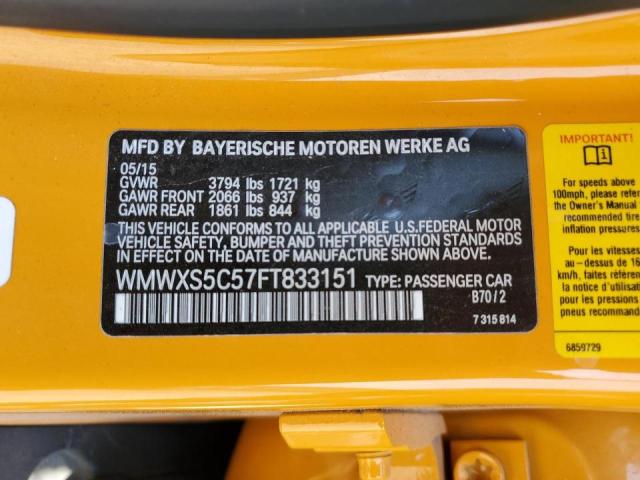 MFD BY BAYERISCHE MOTOREN WERKE AG
05/15
GVWR 3794 lbs 1721 kg
GAWR FRONT 2066 lbs 937 kg
GAWR REAR 1861 lbs 844 kg
THIS VEHICLE CONFORMS TO ALL APPLICABLE U.S.FEDERAL MOTOR
VEHICLE SAFETY, BUMPER, AND THEFT PREVENTION STANDARDS
IN EFFECT ON THE DATE OF MANUFACTURE SHOWN ABOVE.
WMWXS5C57FT833151 TYPE: PASSENGER CAR
B70/2
7 315 814
IMPORTANT!
For speeds above
100mph, please refer
the Owner's Manual
recommended tire
inflation pressures
Pour les vitesses
au-dessus de 16
km/h, faites référence
pour les pressions
pneus recommand
6859729